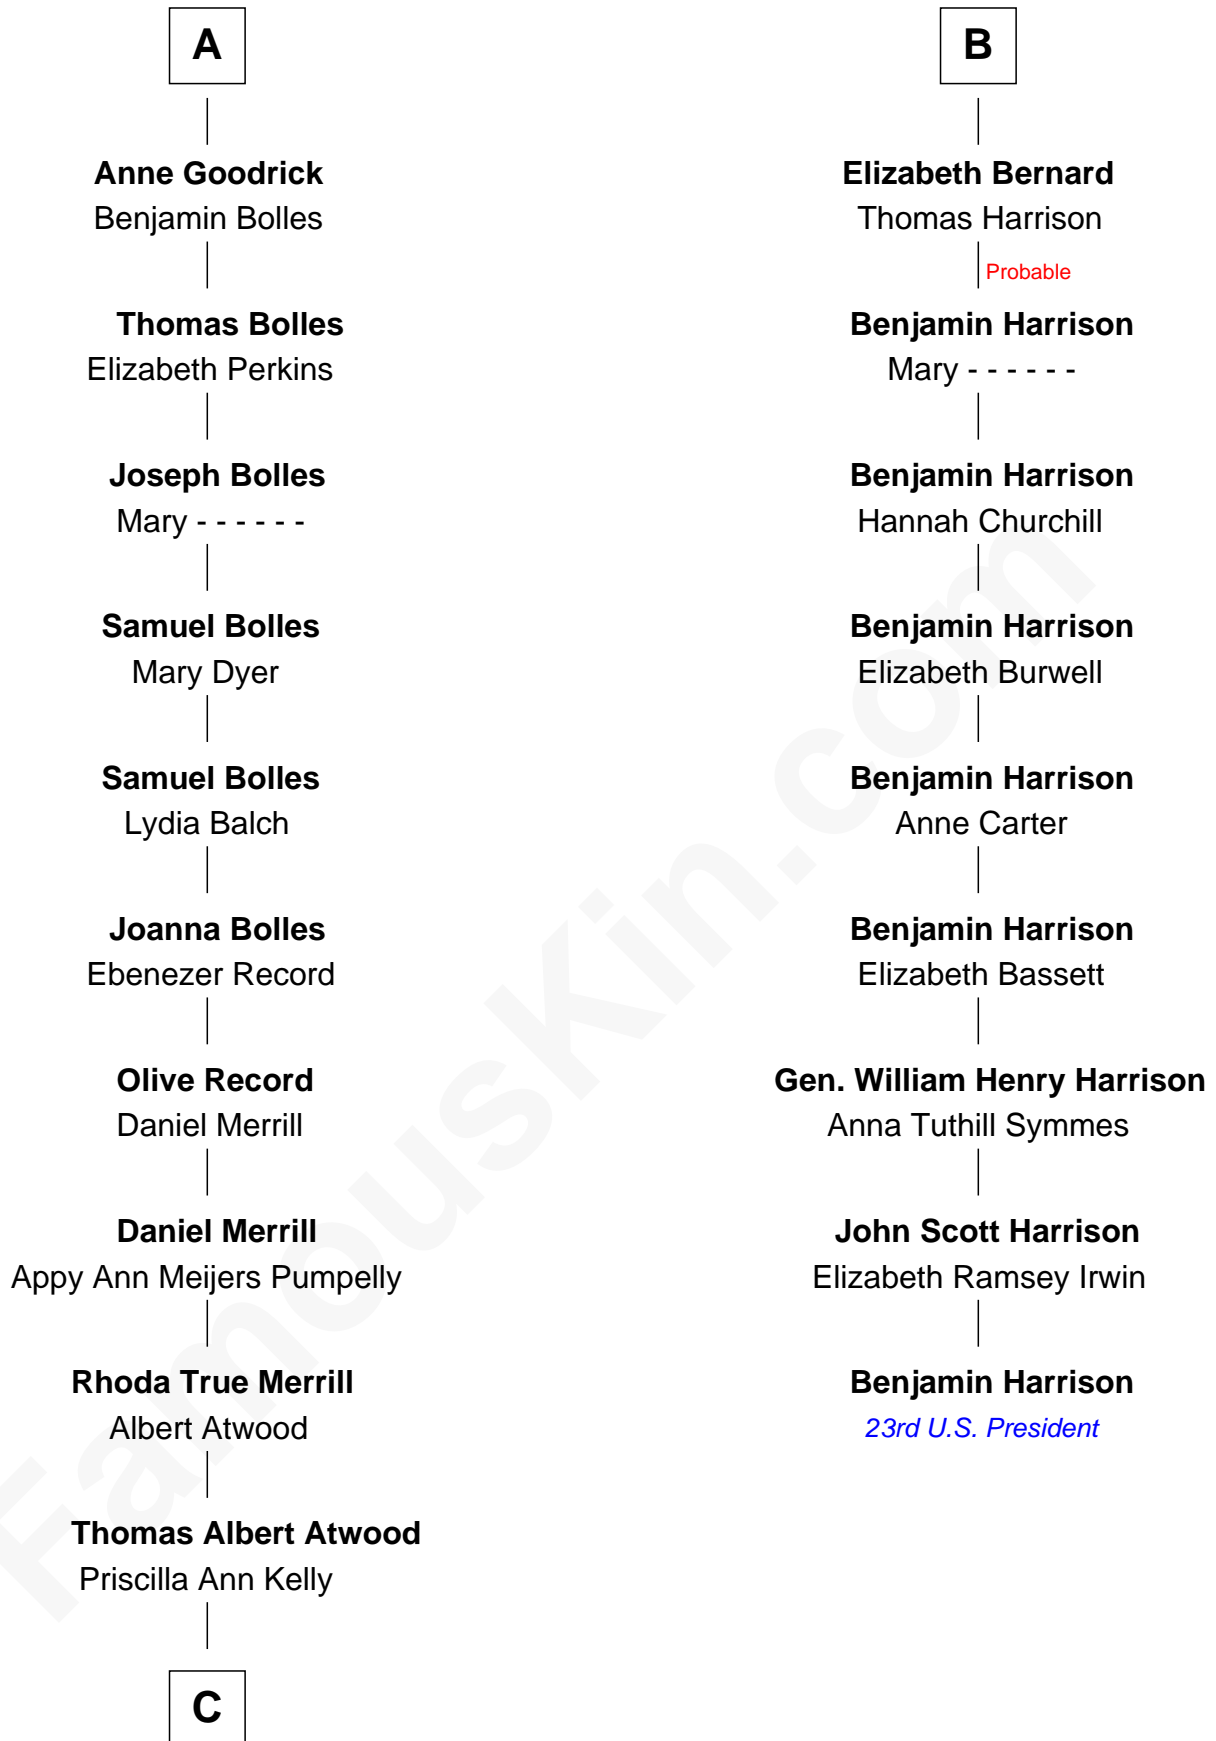 A
Anne Goodrick
Benjamin Bolles
Thomas Bolles
Elizabeth Perkins
Joseph Bolles
Mary - - - - - -
Samuel Bolles
Mary Dyer
Samuel Bolles
Lydia Balch
Joanna Bolles
Ebenezer Record
Olive Record
Daniel Merrill
Daniel Merrill
Appy Ann Meijers Pumpelly
Rhoda True Merrill
Albert Atwood
Thomas Albert Atwood
Priscilla Ann Kelly
C
B
Elizabeth Bernard
Thomas Harrison
Probable
Benjamin Harrison
Mary - - - - - -
Benjamin Harrison
Hannah Churchill
Benjamin Harrison
Elizabeth Burwell
Benjamin Harrison
Anne Carter
Benjamin Harrison
Elizabeth Bassett
Gen. William Henry Harrison
Anna Tuthill Symmes
John Scott Harrison
Elizabeth Ramsey Irwin
Benjamin Harrison
23rd U.S. President
FamousKin.com